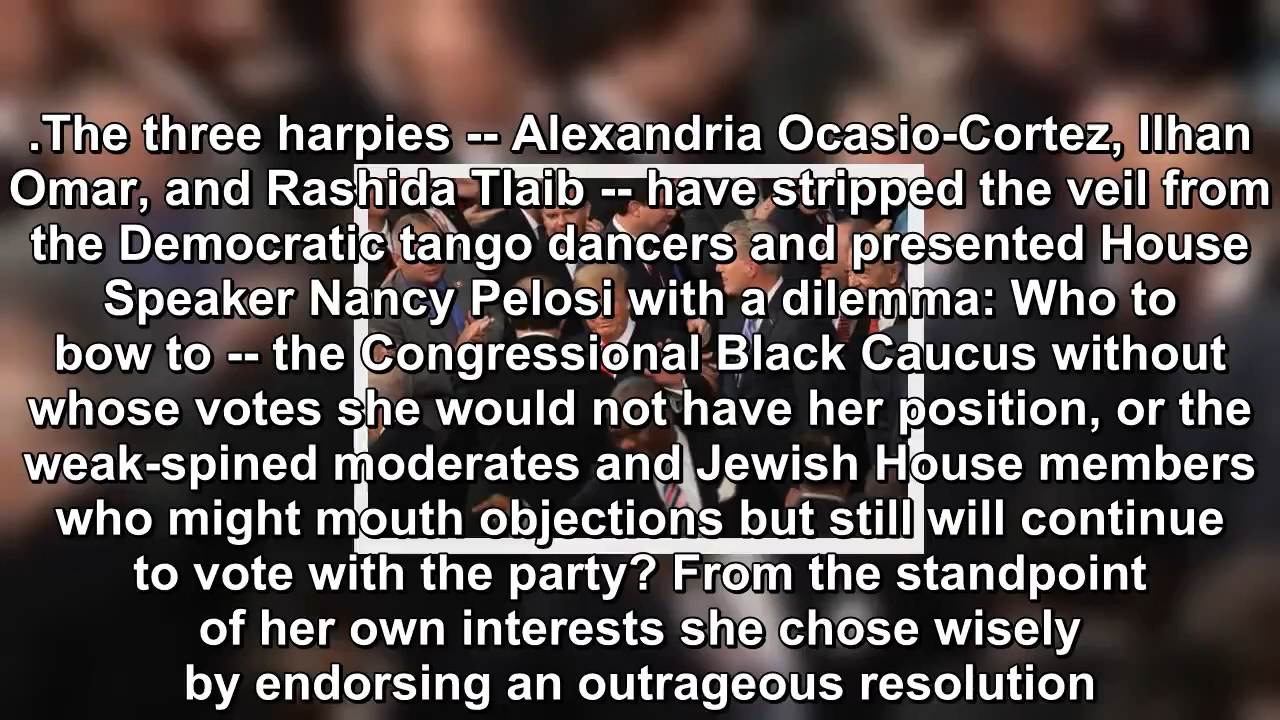 .The three harpies -- Alexandria Ocasio-Cortez, Ilhan
Omar, and Rashida Tlaib -- have stripped the veil from
the Democratic tango dancers and presented House
Speaker Nancy Pelosi with a dilemma: Who to
bow to -- the Congressional Black Caucus without
whose votes she would not have her position, or the
weak-spined moderates and Jewish House members
who might mouth objections but still will continue
to vote with the party? From the standpoint
of her own interests she chose wisely
by endorsing an outrageous resolution